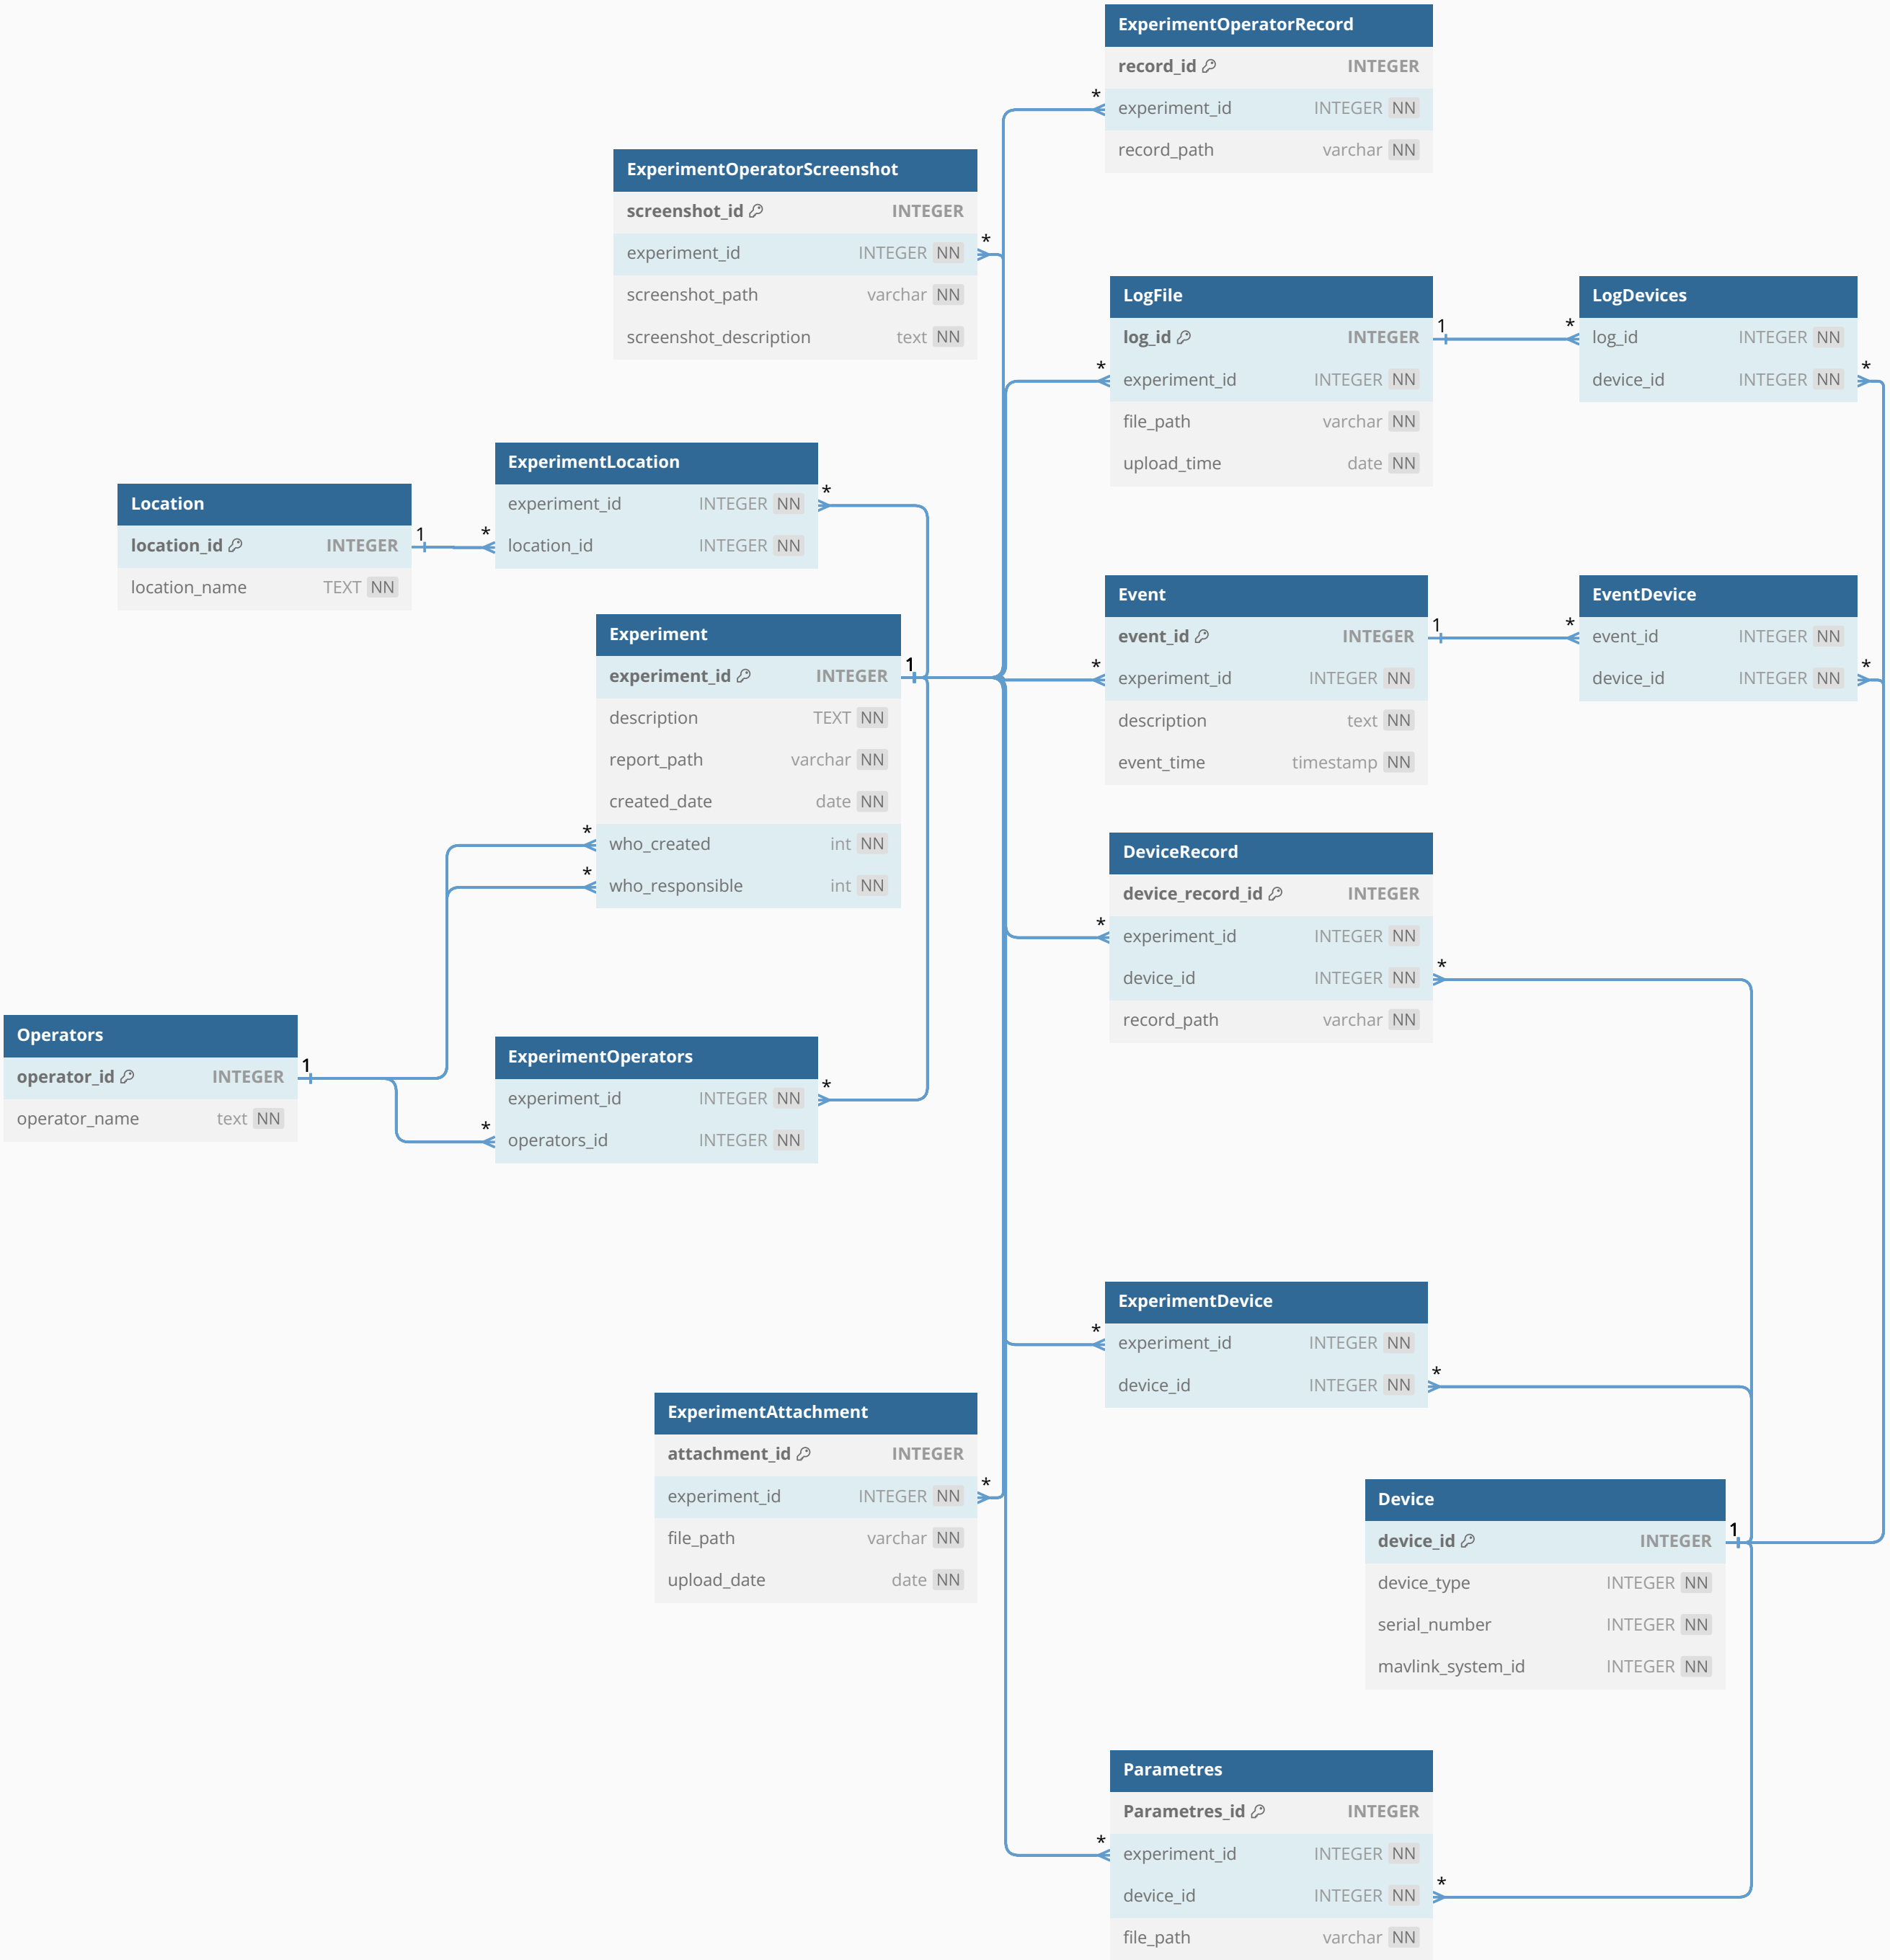 ExperimentOperatorRecord
record_id INTEGER
* experiment_id INTEGER NN
record_path varchar NN
ExperimentOperatorScreenshot
screenshot_id INTEGER
experiment_id INTEGER NN *
screenshot_path varchar NN
screenshot_description text NN
LogFile
log_id INTEGER 1
* experiment_id INTEGER NN
file_path varchar NN
upload_time date NN
LogDevices
* log_id INTEGER NN
device_id INTEGER NN *
ExperimentLocation
experiment_id INTEGER NN *
* location_id INTEGER NN
Location
location_id INTEGER 1
location_name TEXT NN
Event
event_id INTEGER 1
* experiment_id INTEGER NN
description text NN
event_time timestamp NN
EventDevice
* event_id INTEGER NN
device_id INTEGER NN *
Experiment
experiment_id INTEGER 1
description TEXT NN
report_path varchar NN
created_date date NN
* who_created int NN
* who_responsible int NN
DeviceRecord
device_record_id INTEGER
* experiment_id INTEGER NN
device_id INTEGER NN *
record_path varchar NN
Operators
operator_id INTEGER 1
operator_name text NN
ExperimentOperators
experiment_id INTEGER NN *
* operators_id INTEGER NN
ExperimentDevice
* experiment_id INTEGER NN
device_id INTEGER NN *
ExperimentAttachment
attachment_id INTEGER
experiment_id INTEGER NN *
file_path varchar NN
upload_date date NN
Device
device_id INTEGER 1
device_type INTEGER NN
serial_number INTEGER NN
mavlink_system_id INTEGER NN
Parametres
Parametres_id INTEGER
* experiment_id INTEGER NN
device_id INTEGER NN *
file_path varchar NN